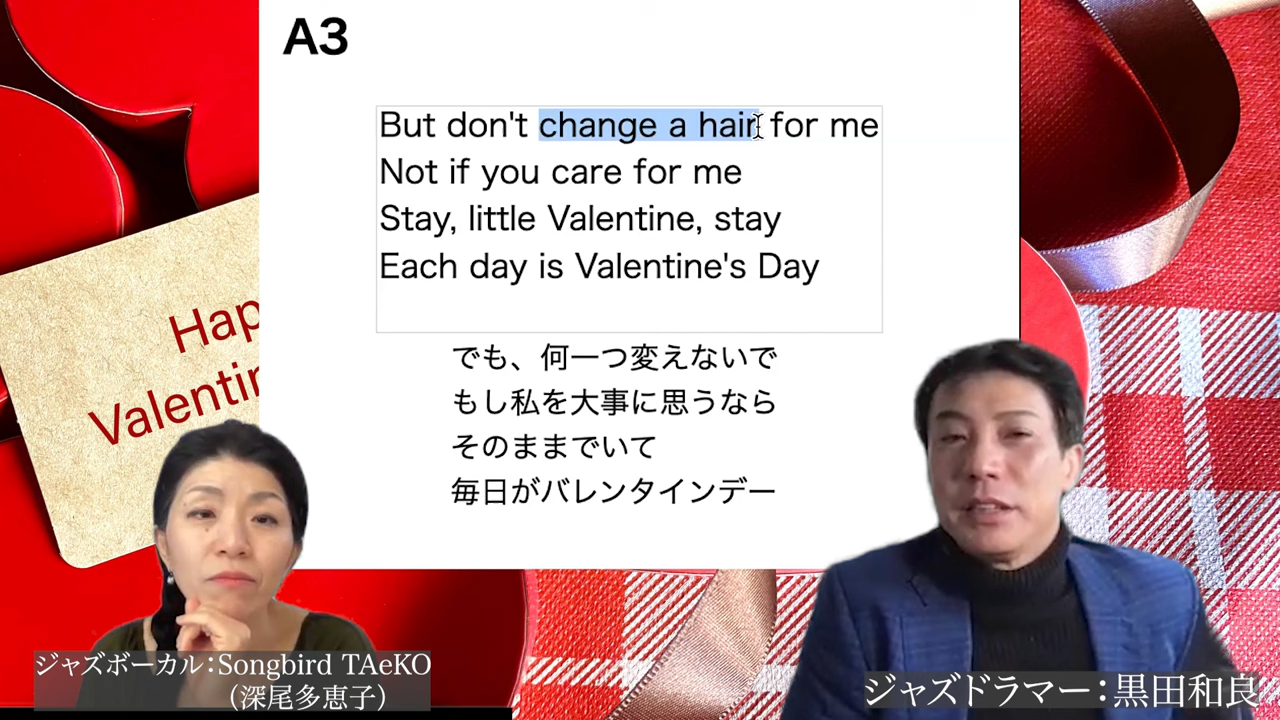 A3
But don't change a hair for me
Not if you care for me
Stay, little Valentine, stay
Each day is Valentine's Day
でも、何一つ変えないで
もし私を大事に思うなら
そのままでいて
毎日がバレンタインデー
ジャズボーカル：Songbird TAeKO
（深尾多恵子）
ジャズドラマー：黒田和良